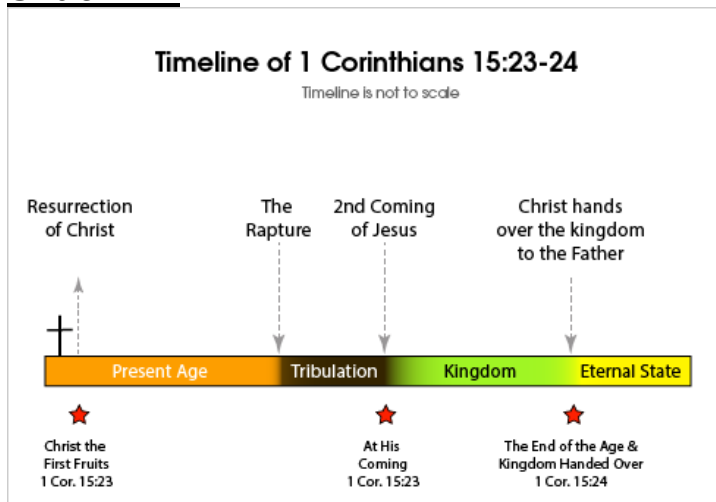 Timeline of 1 Corinthians 15:23-24
Timeline is not to scale
Resurrection
of Christ
The
Rapture
2nd Coming
of Jesus
Christ hands
over the kingdom
to the Father
Present Age
Tribulation
Kingdom
Eternal State
Christ the
First Fruits
1 Cor. 15:23
At His
Coming
1 Cor. 15:23
The End of the Age &
Kingdom Handed Over
1 Cor. 15:24